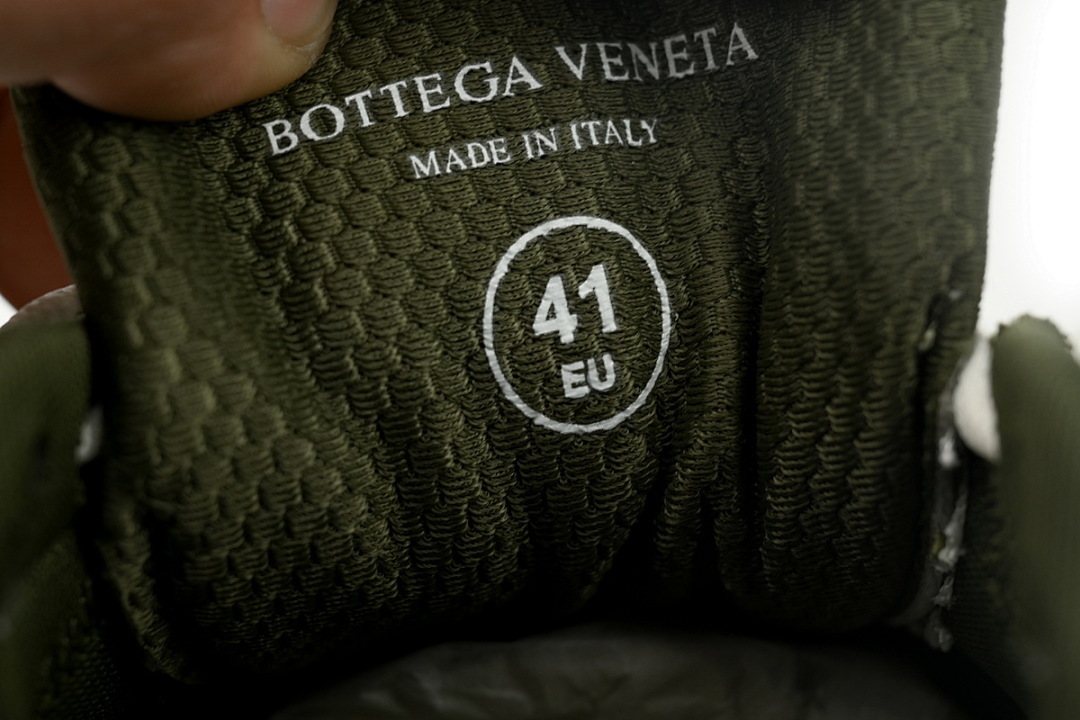 BOTTEGA VENETA
MADE IN ITALY
41
EU